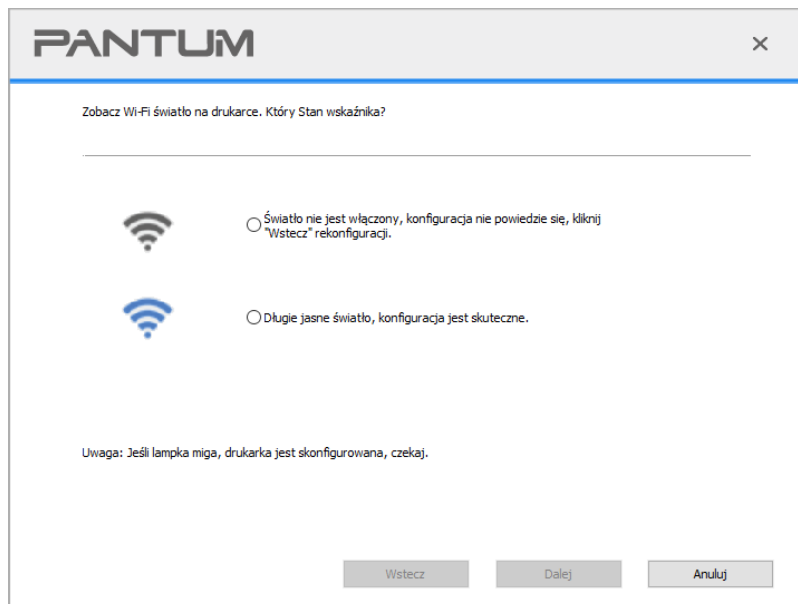 PANTUM
Zobacz Wi-Fi światło na drukarce. Który Stan wskaźnika?
Światło nie jest włączony, konfiguracja nie powiedzie się, kliknij
"Wstecz" rekonfiguracji.
Długie jasne światło, konfiguracja jest skuteczne.
Uwaga: Jeśli lampka miga, drukarka jest skonfigurowana, czekaj.
Wstecz
Dalej
Anuluj